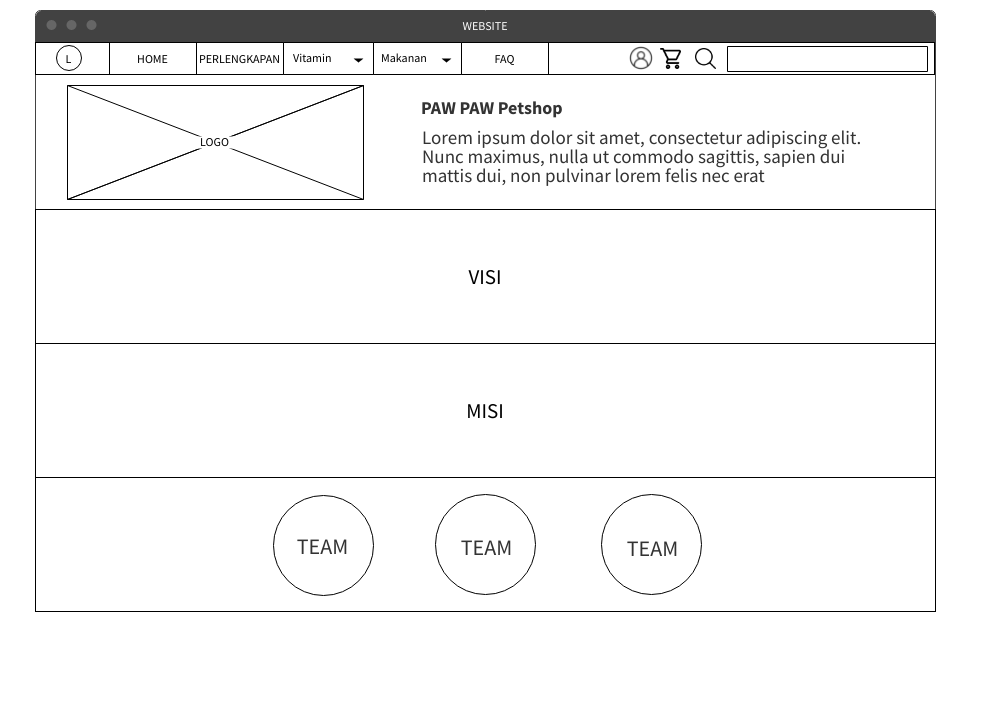 WEBSITE
L
HOME
PERLENGKAPAN
Vitamin
Makanan
FAQ
LOGO
PAW PAW Petshop
Lorem ipsum dolor sit amet, consectetur adipiscing elit.
Nunc maximus, nulla ut commodo sagittis, sapien dui
mattis dui, non pulvinar lorem felis nec erat
VISI
MISI
TEAM
TEAM
TEAM